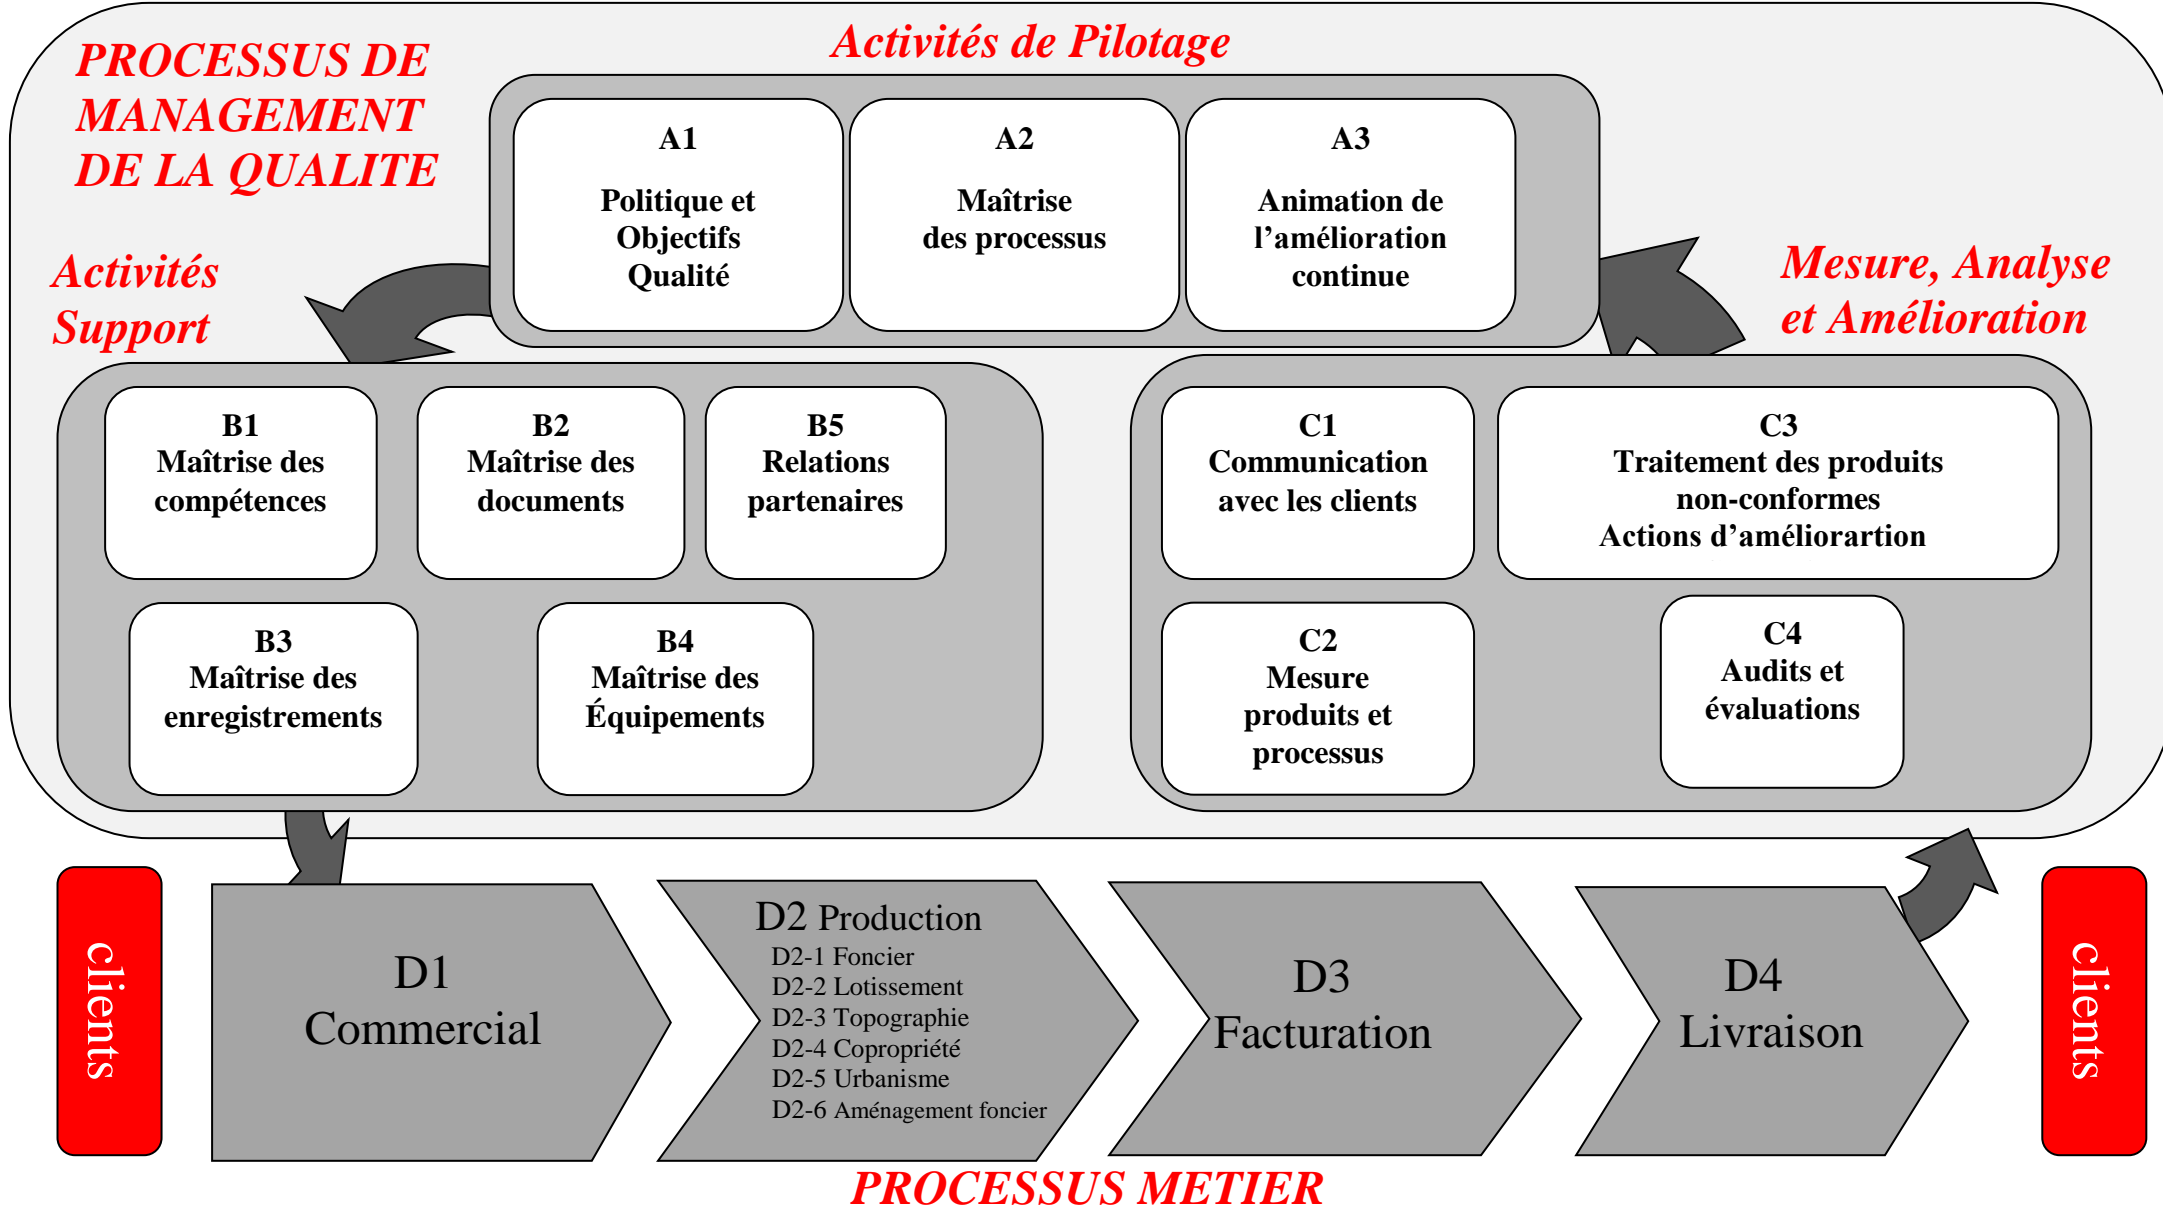 PROCESSUS DE
MANAGEMENT
DE LA QUALITE
Activités de Pilotage
A1
Politique et
Objectifs
Qualité
A2
Maîtrise
des processus
A3
Animation de
l’amélioration
continue
Activités
Support
Mesure, Analyse
et Amélioration
B1
Maîtrise des
compétences
B2
Maîtrise des
documents
B5
Relations
partenaires
B3
Maîtrise des
enregistrements
B4
Maîtrise des
Équipements
C1
Communication
avec les clients
C3
Traitement des produits
non-conformes
Actions d’améliorartion
C2
Mesure
produits et
processus
C4
Audits et
évaluations
clients
D1
Commercial
D2 Production
D2-1 Foncier
D2-2 Lotissement
D2-3 Topographie
D2-4 Copropriété
D2-5 Urbanisme
D2-6 Aménagement foncier
D3
Facturation
D4
Livraison
clients
PROCESSUS METIER